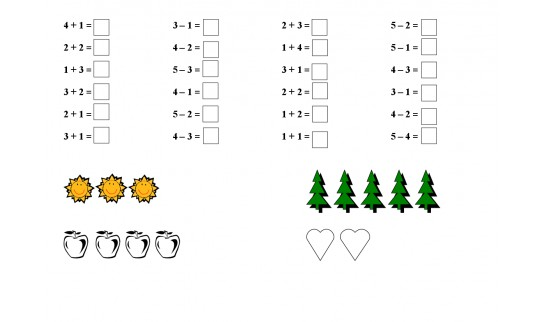 4 + 1 =
2 + 2 =
1 + 3 =
3 + 2 =
2 + 1 =
3 + 1 =
3 – 1 =
4 – 2 =
5 – 3 =
4 – 1 =
5 – 2 =
4 – 3 =
2 + 3 =
1 + 4 =
3 + 1 =
2 + 2 =
1 + 2 =
1 + 1 =
5 – 2 =
5 – 1 =
4 – 3 =
3 – 1 =
4 – 2 =
5 – 4 =